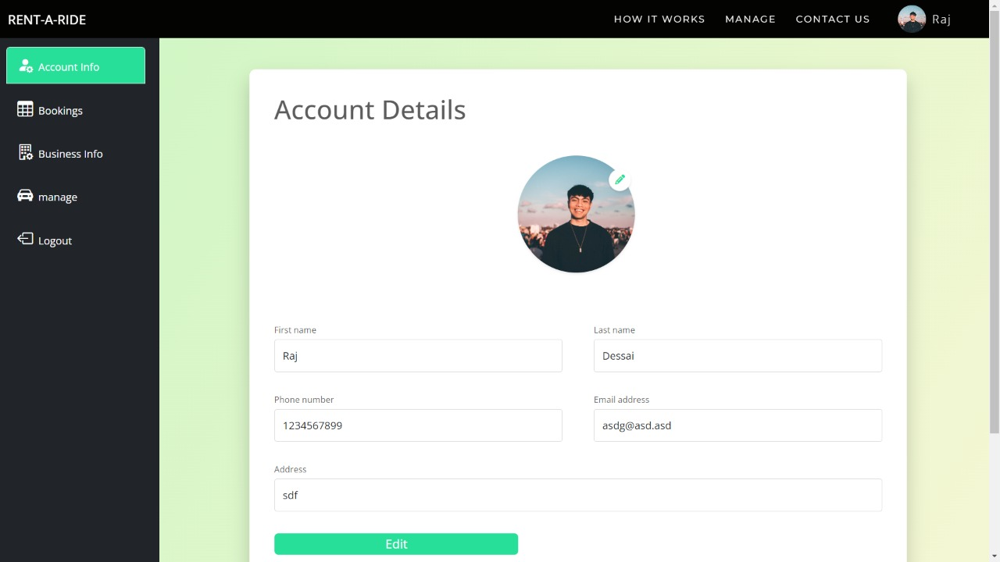 RENT-A-RIDE
HOW IT WORKS
MANAGE
CONTACT US
Raj
Account Info
Bookings
Business Info
manage
Logout
Account Details
First name
Last name
Raj
Dessai
Phone number
Email address
1234567899
asdg@asd.asd
Address
sdf
Edit